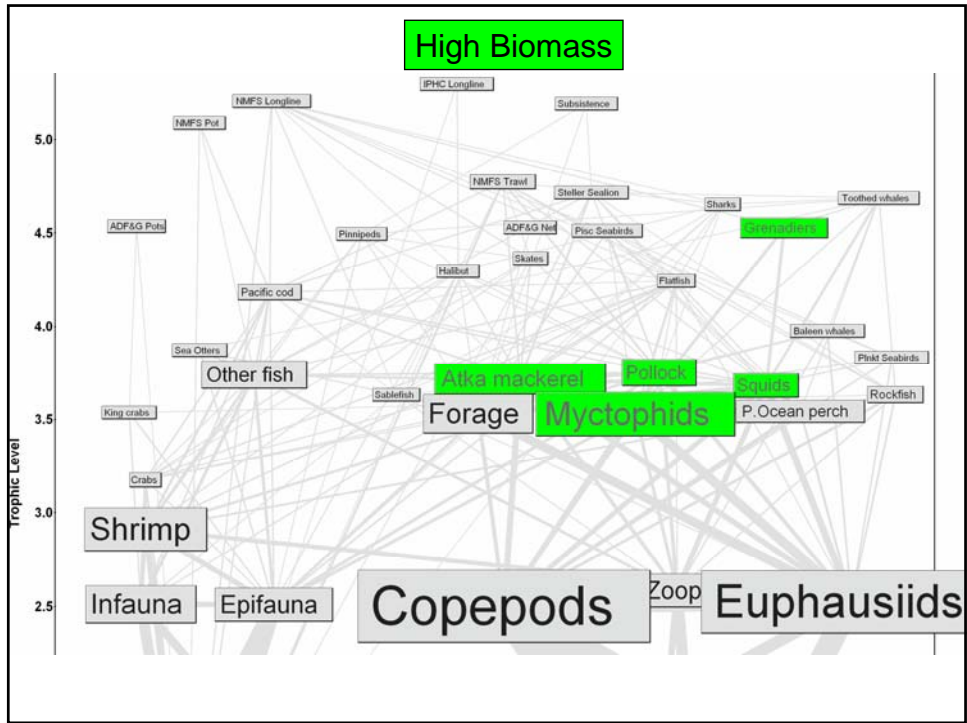 High Biomass
IPHC Longline
NMFS Longline
Subsistence
NMFS Pot
5.0
NMFS Trawl
Steller Sealion
Toothed whales
Sharks
ADF&G Pots
Pinnipeds
ADF&G Net
Pisc Seabirds
Grenadiers
4.5
Skates
Halibut
Flatfish
Pacific cod
4.0
Baleen whales
Sea Otters
Plnkt Seabirds
Other fish
Atka mackerel
Pollock
Squids
Sablefish
Rockfish
King crabs
Forage
Myctophids
P.Ocean perch
3.5
Trophic Level
Crabs
3.0
Shrimp
2.5
Infauna
Epifauna
Copepods
Zoop
Euphausiids